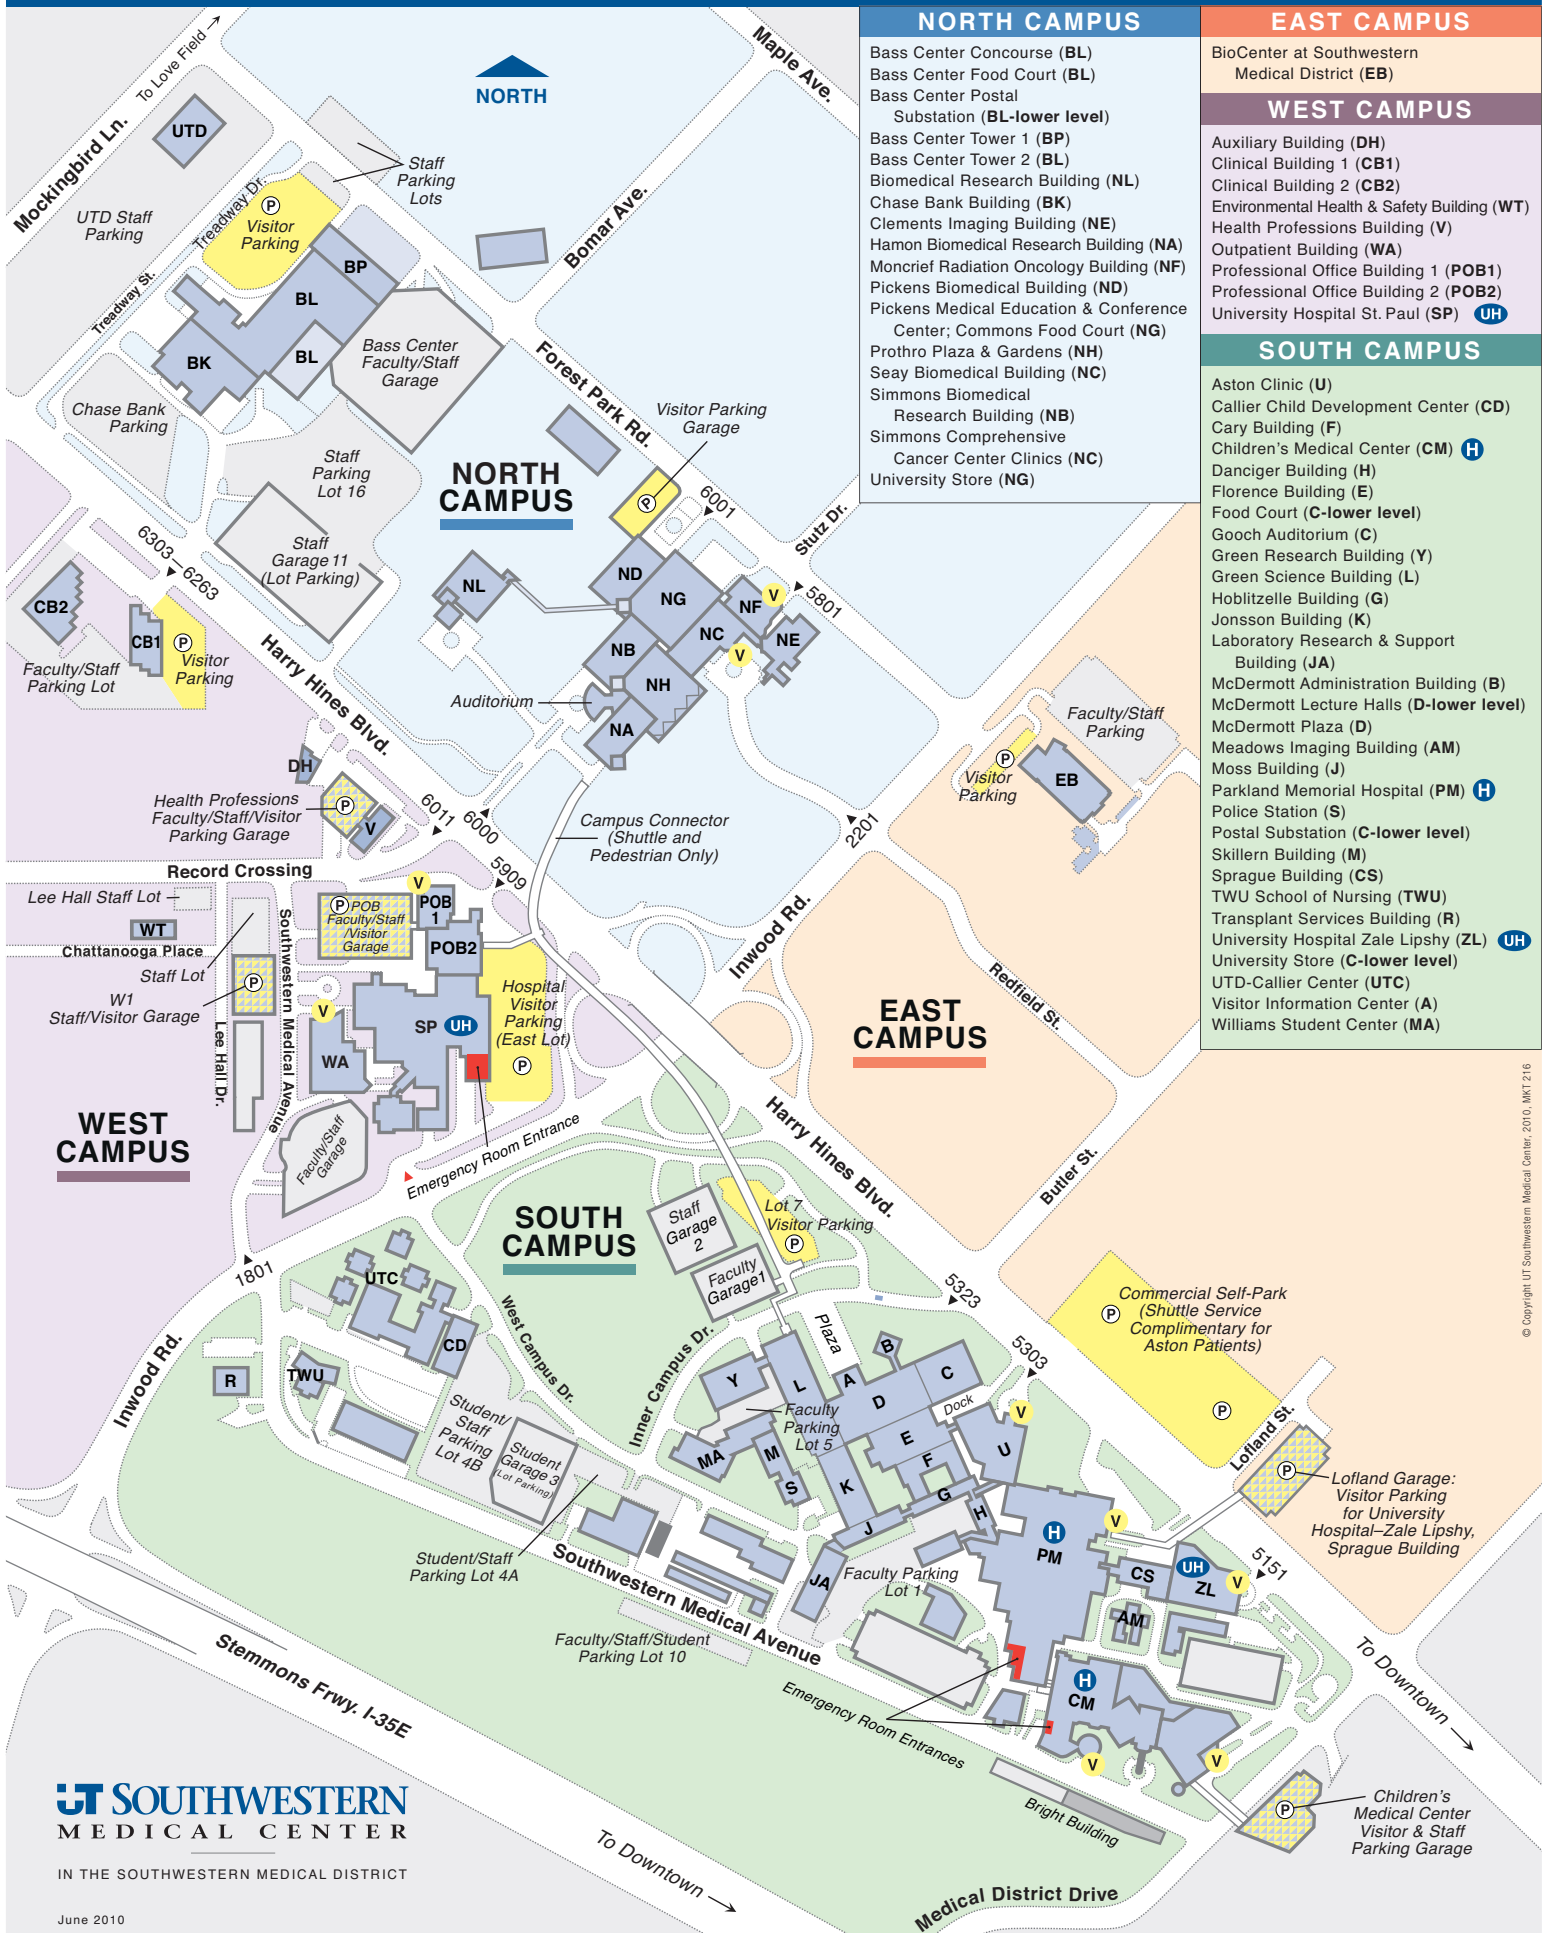 NORTH CAMPUS
Bass Center Concourse (BL)
Bass Center Food Court (BL)
Bass Center Postal
Substation (BL-lower level)
Bass Center Tower 1 (BP)
Bass Center Tower 2 (BL)
Biomedical Research Building (NL)
Chase Bank Building (BK)
Clements Imaging Building (NE)
Hamon Biomedical Research Building (NA)
Moncrief Radiation Oncology Building (NF)
Pickens Biomedical Building (ND)
Pickens Medical Education & Conference
Center; Commons Food Court (NG)
Prothro Plaza & Gardens (NH)
Seay Biomedical Building (NC)
Simmons Biomedical
Research Building (NB)
Simmons Comprehensive
Cancer Center Clinics (NC)
University Store (NG)
EAST CAMPUS
BioCenter at Southwestern
Medical District (EB)
WEST CAMPUS
Auxiliary Building (DH)
Clinical Building 1 (CB1)
Clinical Building 2 (CB2)
Environmental Health & Safety Building (WT)
Health Professions Building (V)
Outpatient Building (WA)
Professional Office Building 1 (POB1)
Professional Office Building 2 (POB2)
University Hospital St. Paul (SP) UH
SOUTH CAMPUS
Aston Clinic (U)
Callier Child Development Center (CD)
Cary Building (F)
Children's Medical Center (CM) H
Danciger Building (H)
Florence Building (E)
Food Court (C-lower level)
Gooch Auditorium (C)
Green Research Building (Y)
Green Science Building (L)
Hoblitzelle Building (G)
Jonsson Building (K)
Laboratory Research & Support
Building (JA)
McDermott Administration Building (B)
McDermott Lecture Halls (D-lower level)
McDermott Plaza (D)
Meadows Imaging Building (AM)
Moss Building (J)
Parkland Memorial Hospital (PM) H
Police Station (S)
Postal Substation (C-lower level)
Skillern Building (M)
Sprague Building (CS)
TWU School of Nursing (TWU)
Transplant Services Building (R)
University Hospital Zale Lipshy (ZL) UH
University Store (C-lower level)
UTD-Callier Center (UTC)
Visitor Information Center (A)
Williams Student Center (MA)
© Copyright UT Southwestern Medical Center, 2010, MKT 216
To Love Field →
Maple Ave.
NORTH
Mockingbird Ln.
UTD
Staff
Parking
Lots
UTD Staff
Parking
Treadway Dr.
P
Visitor
Parking
Bomar Ave.
Treadway St.
BP
BL
BL
BK
Bass Center
Faculty/Staff
Garage
Forest Park Rd.
Chase Bank
Parking
Visitor Parking
Garage
P
Staff
Parking
Lot 16
NORTH
CAMPUS
6001
Stutz Dr.
Staff
Garage 11
(Lot Parking)
6303–6263
CB2
CB1
P
Visitor
Parking
Faculty/Staff
Parking Lot
NL
ND
NG
NF
V
5801
NC
NE
NB
V
NH
Auditorium
NA
Harry Hines Blvd.
Faculty/Staff
Parking
P
Visitor
Parking
EB
DH
Health Professions
Faculty/Staff/Visitor
Parking Garage
P
V
6011
6000
5909
Campus Connector
(Shuttle and
Pedestrian Only)
2201
Record Crossing
Lee Hall Staff Lot
WT
Chattanooga Place
Staff Lot
W1
Staff/Visitor Garage
P
Lee Hall Dr.
Southwestern Medical Avenue
V
P POB
Faculty/Staff
/Visitor
Garage
POB
1
POB2
Hospital
Visitor
Parking
(East Lot)
P
V
SP UH
WA
Inwood Rd.
Redfield St.
EAST
CAMPUS
WEST
CAMPUS
Faculty/Staff
Garage
Emergency Room Entrance
Harry Hines Blvd.
Butler St.
SOUTH
CAMPUS
Staff
Garage
2
Lot 7
Visitor Parking
P
Faculty
Garage1
1801
UTC
CD
West Campus Dr.
Inner Campus Dr.
Plaza
5323
5303
Commercial Self-Park
(Shuttle Service
Complimentary for
Aston Patients)
P
P
Inwood Rd.
R
TWU
Y
L
A
B
C
D
Dock
V
E
U
F
G
H
K
J
Faculty
Parking
Lot 5
MA
M
S
Student/
Staff
Parking
Lot 4B
Student
Garage 3
(Lot Parking)
Lofland St.
P
Lofland Garage:
Visitor Parking
for University
Hospital–Zale Lipshy,
Sprague Building
H
PM
V
Student/Staff
Parking Lot 4A
JA
Faculty Parking
Lot 1
CS
UH
ZL
V
5151
AM
Southwestern Medical Avenue
Faculty/Staff/Student
Parking Lot 10
To Downtown
Stemmons Frwy. I-35E
H
CM
Emergency Room Entrances
V
V
Bright Building
P
Children's
Medical Center
Visitor & Staff
Parking Garage
UT SOUTHWESTERN
MEDICAL CENTER
IN THE SOUTHWESTERN MEDICAL DISTRICT
To Downtown →
Medical District Drive
June 2010